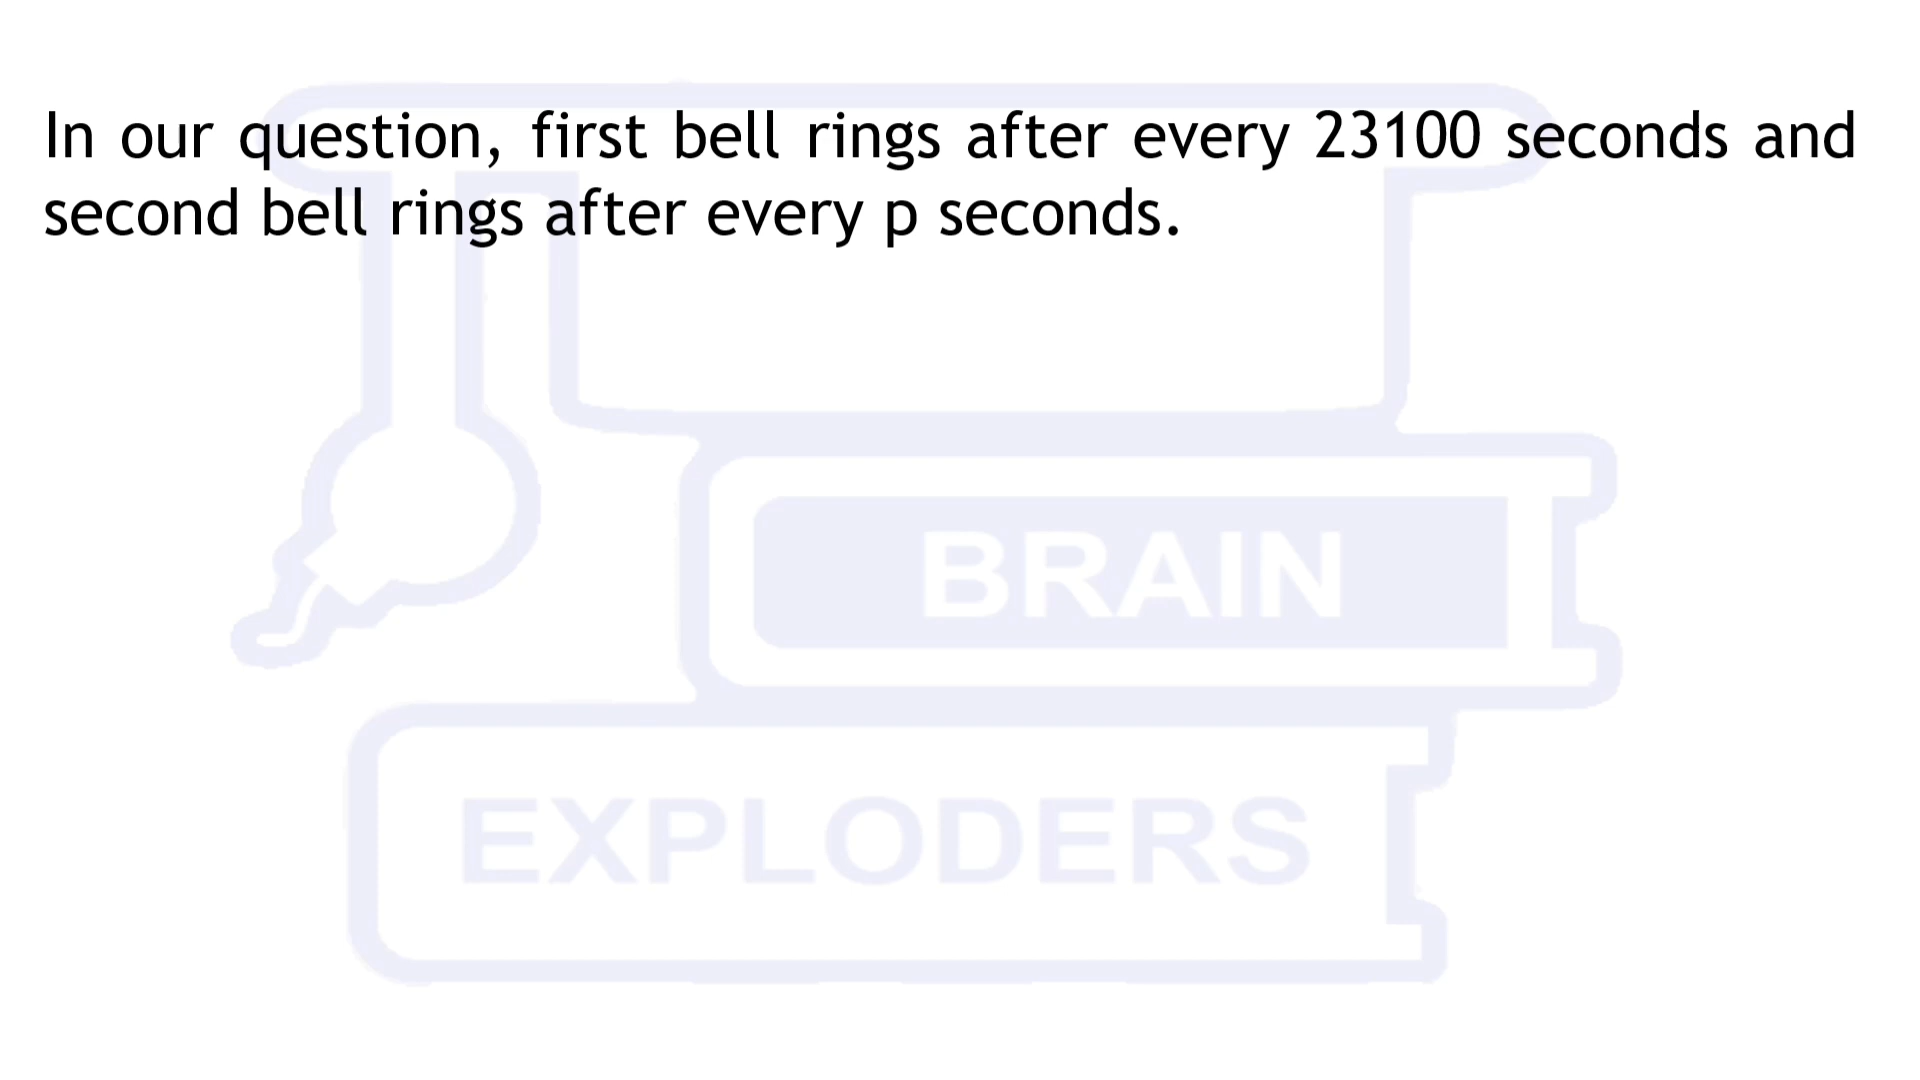 In our question, first bell rings after every 23100 seconds and
second bell rings after every p seconds.
BRAIN
EXPLODERS